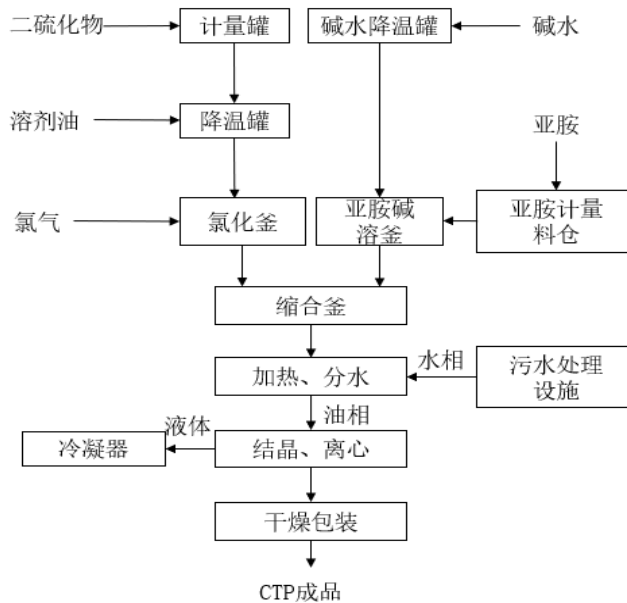 二硫化物
计量罐
碱水降温罐
碱水
溶剂油
降温罐
亚胺
氯气
氯化釜
亚胺碱
溶釜
亚胺计量
料仓
缩合釜
加热、分水
水相
污水处理
设施
油相
液体
冷凝器
结晶、离心
干燥包装
CTP成品